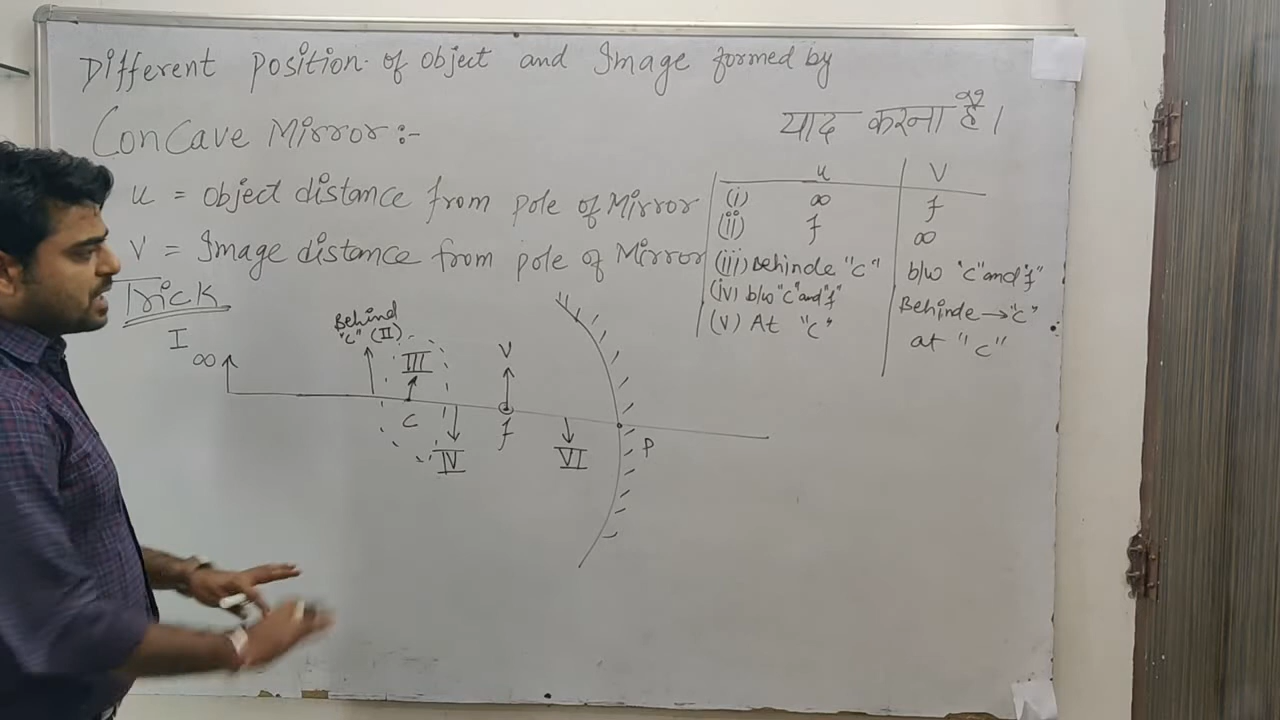 Different position of object and Image formed by
Concave Mirror:-
याद करना है।
u = object distance from pole of Mirror
V = Image distance from pole of Mirror
u V
(i) ∞ f
(ii) f ∞
(iii) Behinde "C" b/w "C" and "f"
(iv) b/w "C" and "f" Behinde → "C"
(V) At "C" at "C"
Trick
I
∞
Behind
"C" (II)
III
V
C
f
IV
VI
P